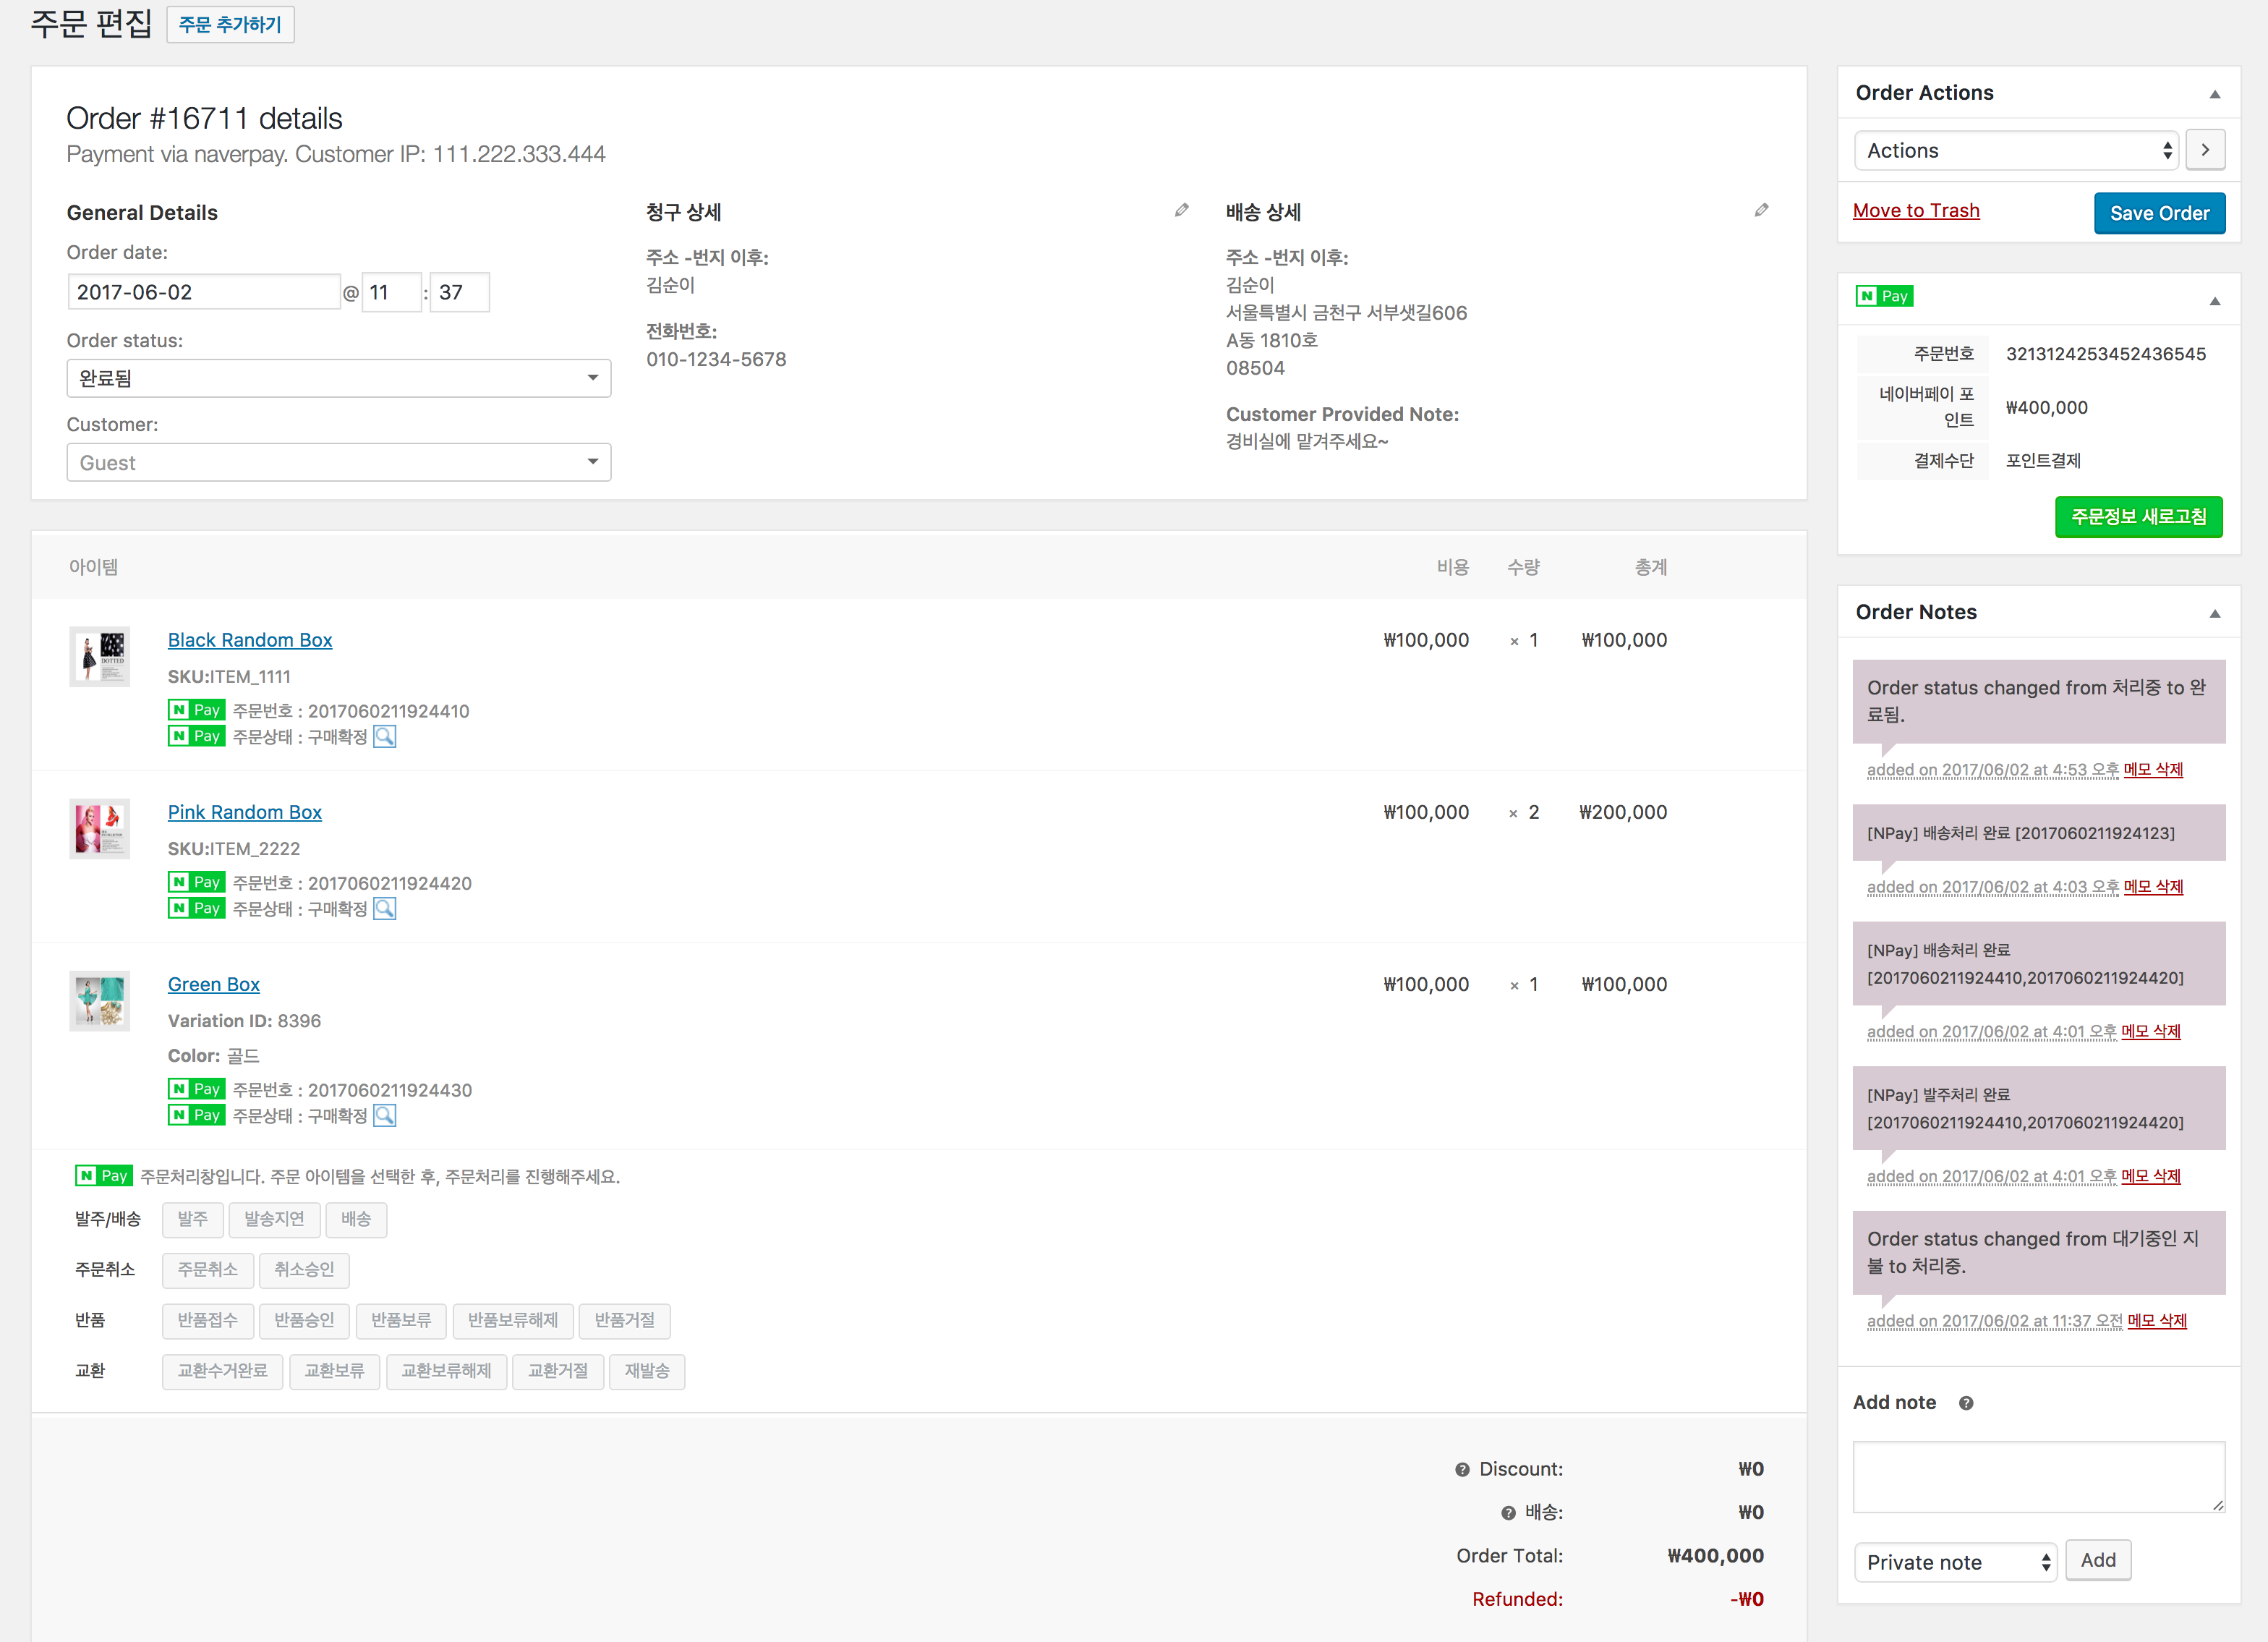 주문 편집 주문 추가하기
Order #16711 details
Payment via naverpay. Customer IP: 111.222.333.444
General Details
Order date:
2017-06-02 @ 11 : 37
Order status:
완료됨
Customer:
Guest
청구 상세
주소 -번지 이후:
김순이
전화번호:
010-1234-5678
배송 상세
주소 -번지 이후:
김순이
서울특별시 금천구 서부샛길606
A동 1810호
08504
Customer Provided Note:
경비실에 맡겨주세요~
아이템 비용 수량 총계
Black Random Box ₩100,000 × 1 ₩100,000
SKU:ITEM_1111
N Pay 주문번호 : 2017060211924410
N Pay 주문상태 : 구매확정
DOTTED
Pink Random Box ₩100,000 × 2 ₩200,000
SKU:ITEM_2222
N Pay 주문번호 : 2017060211924420
N Pay 주문상태 : 구매확정
Green Box ₩100,000 × 1 ₩100,000
Variation ID: 8396
Color: 골드
N Pay 주문번호 : 2017060211924430
N Pay 주문상태 : 구매확정
N Pay 주문처리창입니다. 주문 아이템을 선택한 후, 주문처리를 진행해주세요.
발주/배송 발주 발송지연 배송
주문취소 주문취소 취소승인
반품 반품접수 반품승인 반품보류 반품보류해제 반품거절
교환 교환수거완료 교환보류 교환보류해제 교환거절 재발송
Discount: ₩0
배송: ₩0
Order Total: ₩400,000
Refunded: -₩0
Order Actions
Actions
Move to Trash Save Order
N Pay
주문번호 3213124253452436545
네이버페이 포
인트 ₩400,000
결제수단 포인트결제
주문정보 새로고침
Order Notes
Order status changed from 처리중 to 완
료됨.
added on 2017/06/02 at 4:53 오후 메모 삭제
[NPay] 배송처리 완료 [2017060211924123]
added on 2017/06/02 at 4:03 오후 메모 삭제
[NPay] 배송처리 완료
[2017060211924410,2017060211924420]
added on 2017/06/02 at 4:01 오후 메모 삭제
[NPay] 발주처리 완료
[2017060211924410,2017060211924420]
added on 2017/06/02 at 4:01 오후 메모 삭제
Order status changed from 대기중인 지
불 to 처리중.
added on 2017/06/02 at 11:37 오전 메모 삭제
Add note
Private note Add